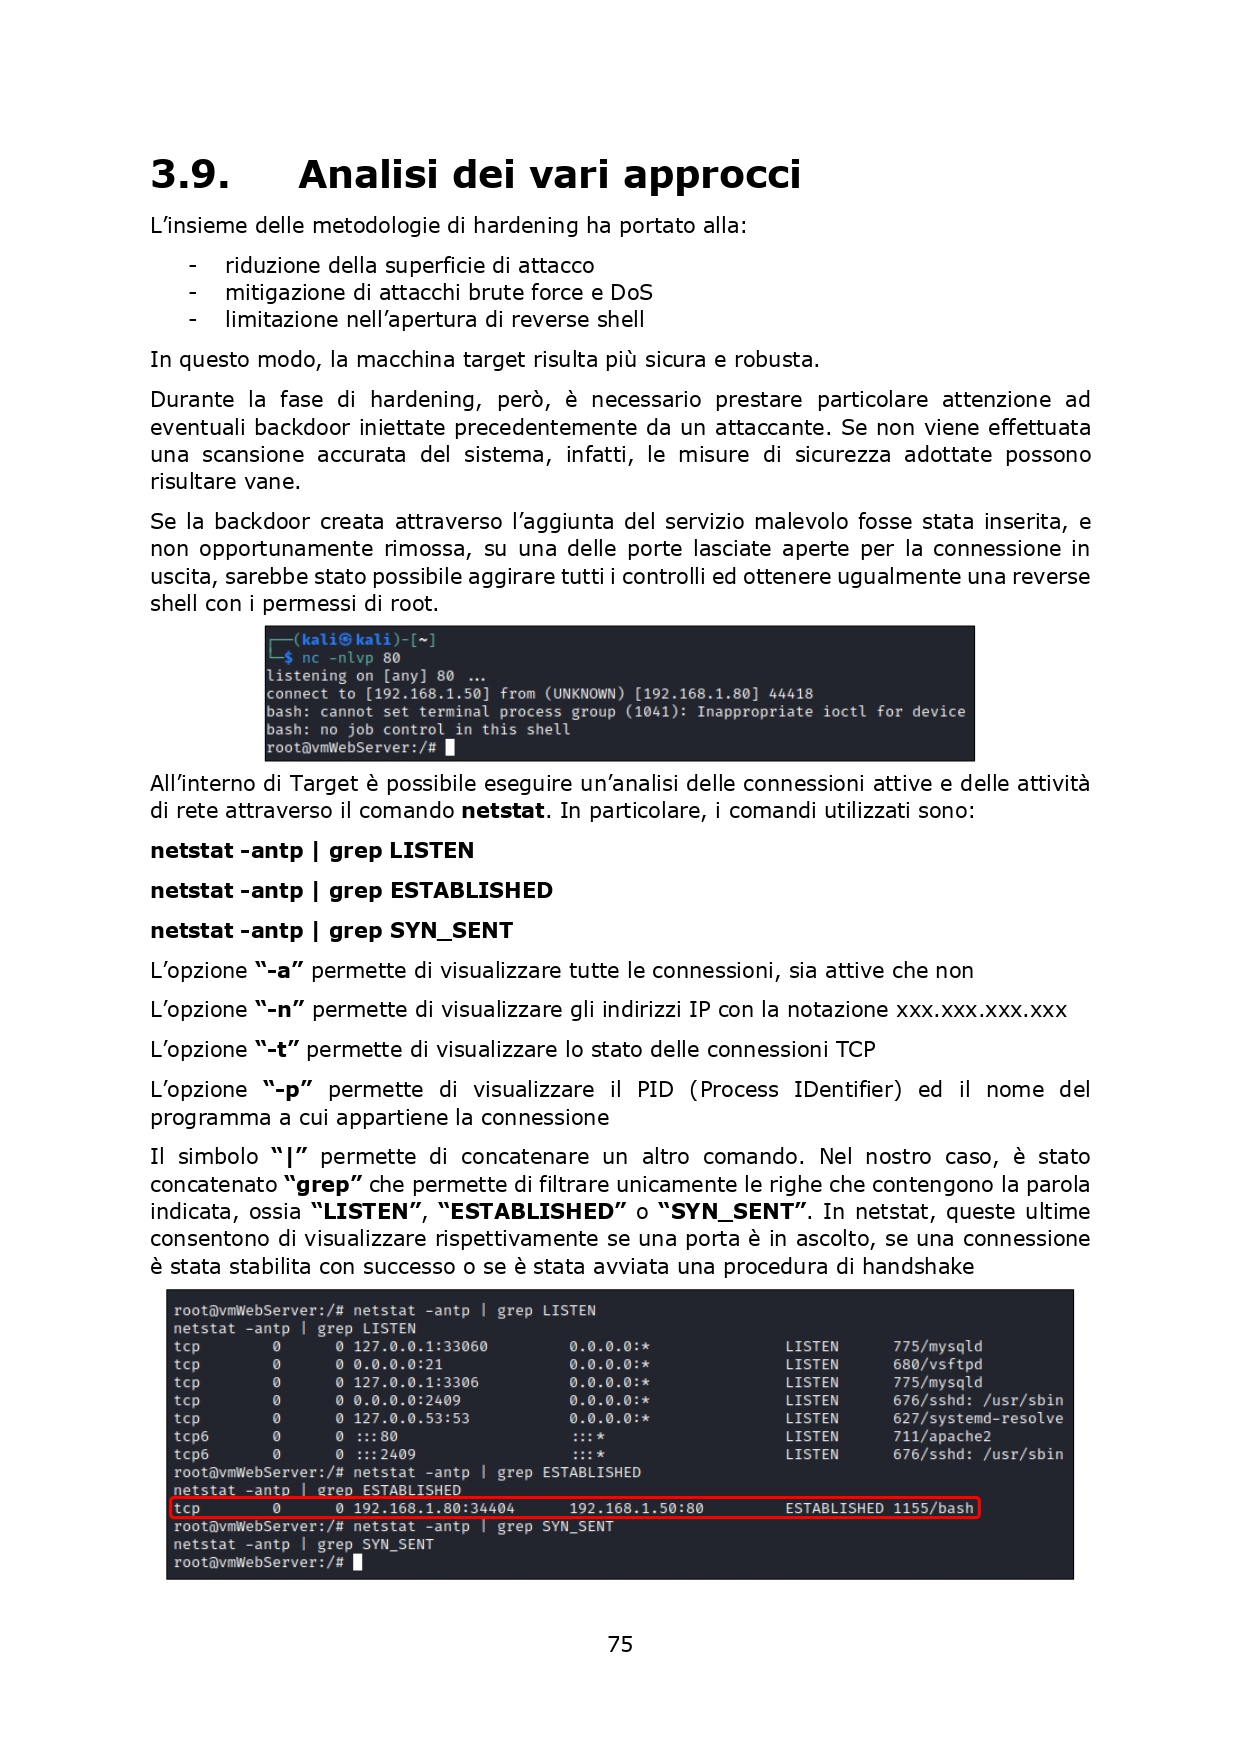 3.9. Analisi dei vari approcci
L’insieme delle metodologie di hardening ha portato alla:
- riduzione della superficie di attacco
- mitigazione di attacchi brute force e DoS
- limitazione nell’apertura di reverse shell
In questo modo, la macchina target risulta più sicura e robusta.
Durante la fase di hardening, però, è necessario prestare particolare attenzione ad
eventuali backdoor iniettate precedentemente da un attaccante. Se non viene effettuata
una scansione accurata del sistema, infatti, le misure di sicurezza adottate possono
risultare vane.
Se la backdoor creata attraverso l’aggiunta del servizio malevolo fosse stata inserita, e
non opportunamente rimossa, su una delle porte lasciate aperte per la connessione in
uscita, sarebbe stato possibile aggirare tutti i controlli ed ottenere ugualmente una reverse
shell con i permessi di root.
┌──(kali㉿kali)-[~]
└─$ nc -nlvp 80
listening on [any] 80 ...
connect to [192.168.1.50] from (UNKNOWN) [192.168.1.80] 44418
bash: cannot set terminal process group (1041): Inappropriate ioctl for device
bash: no job control in this shell
root@vmWebServer:/#
All’interno di Target è possibile eseguire un’analisi delle connessioni attive e delle attività
di rete attraverso il comando netstat. In particolare, i comandi utilizzati sono:
netstat -antp | grep LISTEN
netstat -antp | grep ESTABLISHED
netstat -antp | grep SYN_SENT
L’opzione “-a” permette di visualizzare tutte le connessioni, sia attive che non
L’opzione “-n” permette di visualizzare gli indirizzi IP con la notazione xxx.xxx.xxx.xxx
L’opzione “-t” permette di visualizzare lo stato delle connessioni TCP
L’opzione “-p” permette di visualizzare il PID (Process IDentifier) ed il nome del
programma a cui appartiene la connessione
Il simbolo “|” permette di concatenare un altro comando. Nel nostro caso, è stato
concatenato “grep” che permette di filtrare unicamente le righe che contengono la parola
indicata, ossia “LISTEN”, “ESTABLISHED” o “SYN_SENT”. In netstat, queste ultime
consentono di visualizzare rispettivamente se una porta è in ascolto, se una connessione
è stata stabilita con successo o se è stata avviata una procedura di handshake
root@vmWebServer:/# netstat -antp | grep LISTEN
netstat -antp | grep LISTEN
tcp 0 0 127.0.0.1:33060 0.0.0.0:* LISTEN 775/mysqld
tcp 0 0 0.0.0.0:21 0.0.0.0:* LISTEN 680/vsftpd
tcp 0 0 127.0.0.1:3306 0.0.0.0:* LISTEN 775/mysqld
tcp 0 0 0.0.0.0:2409 0.0.0.0:* LISTEN 676/sshd: /usr/sbin
tcp 0 0 127.0.0.53:53 0.0.0.0:* LISTEN 627/systemd-resolve
tcp6 0 0 :::80 :::* LISTEN 711/apache2
tcp6 0 0 :::2409 :::* LISTEN 676/sshd: /usr/sbin
root@vmWebServer:/# netstat -antp | grep ESTABLISHED
netstat -antp | grep ESTABLISHED
tcp 0 0 192.168.1.80:34404 192.168.1.50:80 ESTABLISHED 1155/bash
root@vmWebServer:/# netstat -antp | grep SYN_SENT
netstat -antp | grep SYN_SENT
root@vmWebServer:/#
75